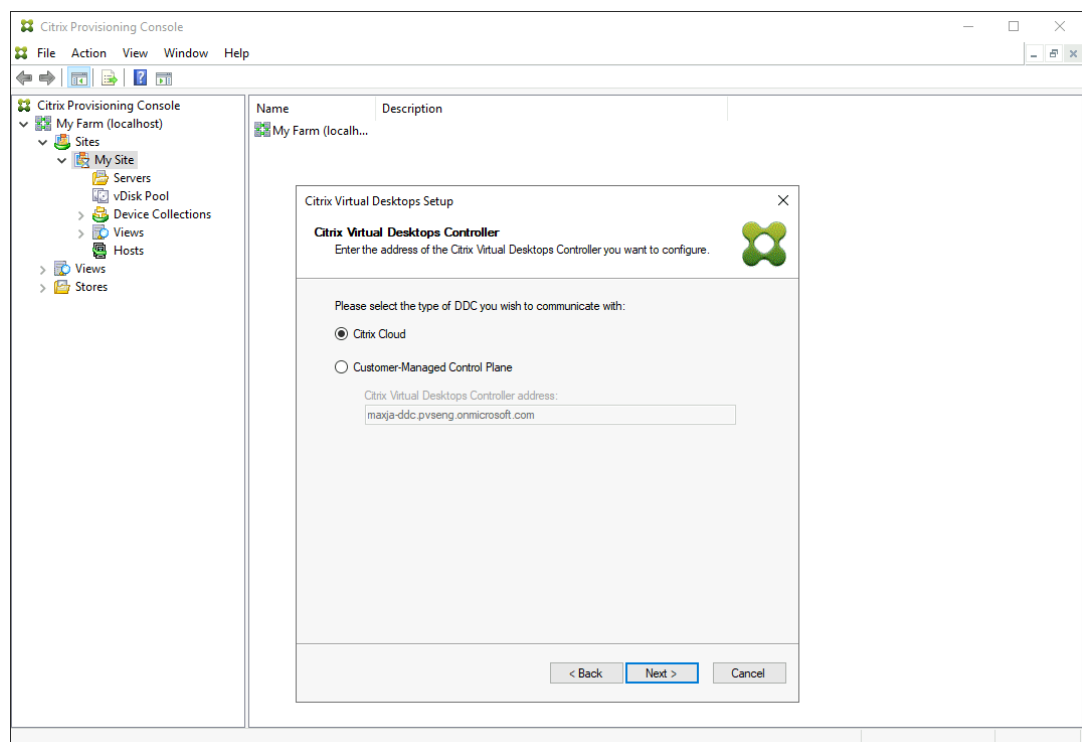 Citrix Provisioning Console
File Action View Window Help
Citrix Provisioning Console
My Farm (localhost)
Sites
My Site
Servers
vDisk Pool
Device Collections
Views
Hosts
Views
Stores
Name Description
My Farm (localh...
Citrix Virtual Desktops Setup
Citrix Virtual Desktops Controller
Enter the address of the Citrix Virtual Desktops Controller you want to configure.
Please select the type of DDC you wish to communicate with:
Citrix Cloud
Customer-Managed Control Plane
Citrix Virtual Desktops Controller address:
maxja-ddc.pvseng.onmicrosoft.com
< Back Next > Cancel